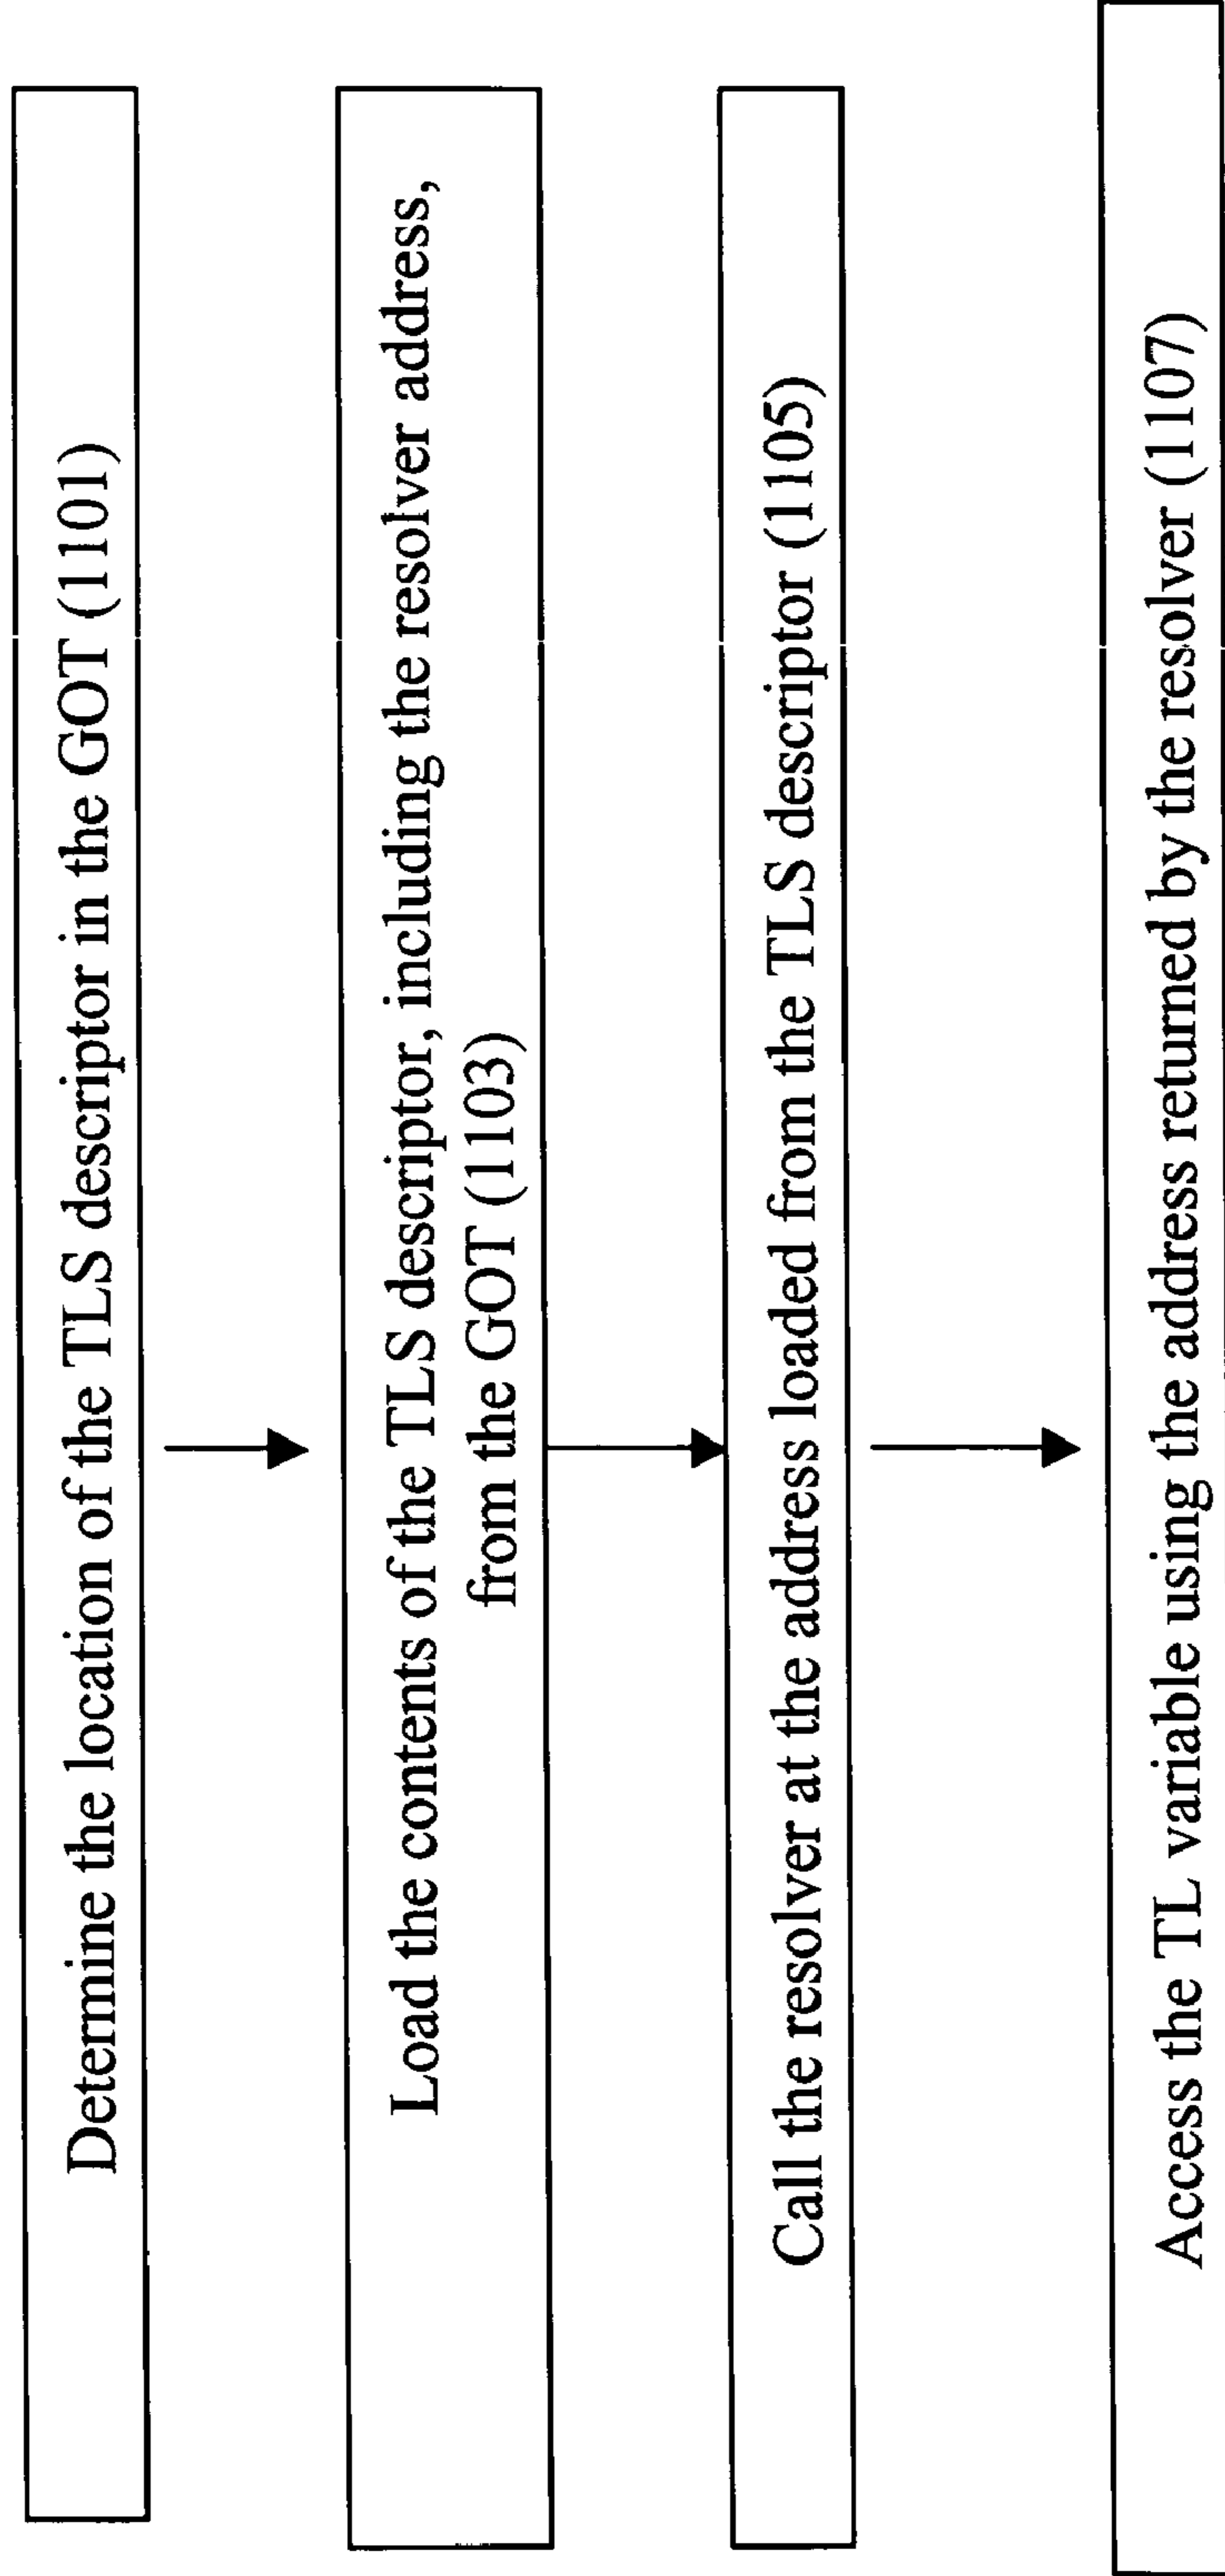 Determine the location of the TLS descriptor in the GOT (1101)
Load the contents of the TLS descriptor, including the resolver address,
from the GOT (1103)
Call the resolver at the address loaded from the TLS descriptor (1105)
Access the TL variable using the address returned by the resolver (1107)